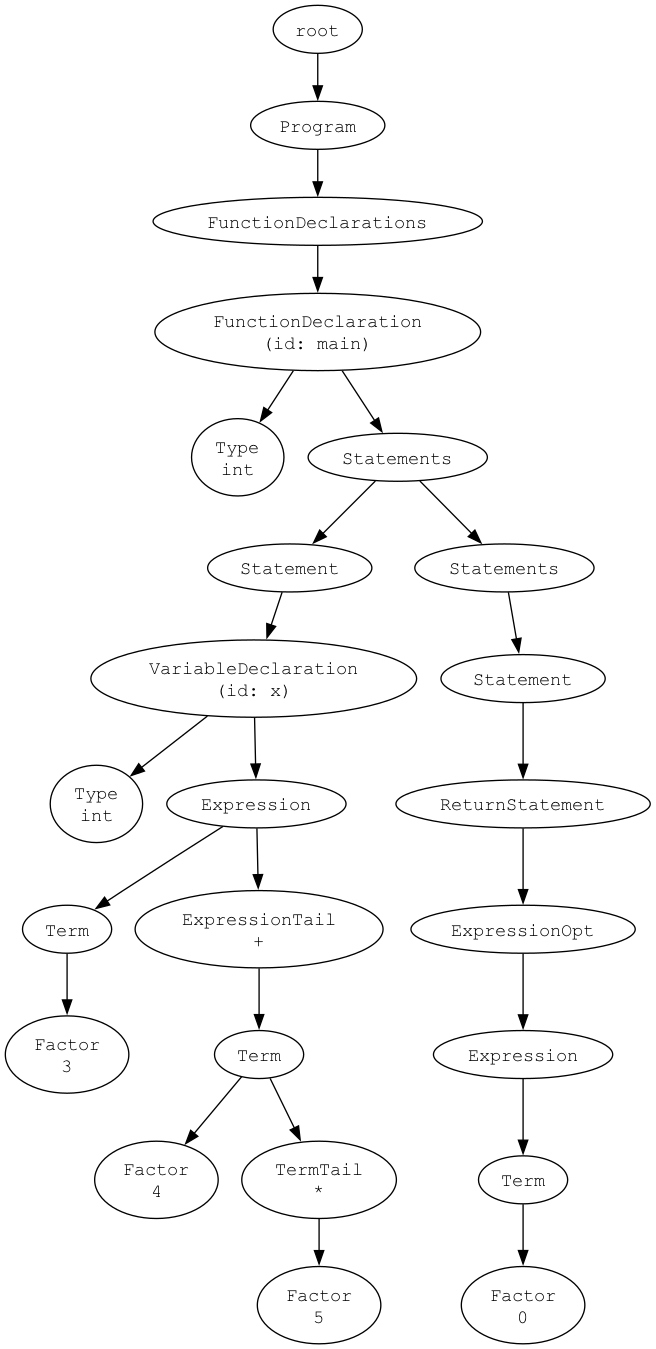 root
Program
FunctionDeclarations
FunctionDeclaration
(id: main)
Type
int
Statements
Statement
Statements
VariableDeclaration
(id: x)
Statement
Type
int
Expression
ReturnStatement
Term
ExpressionTail
+
ExpressionOpt
Factor
3
Term
Expression
Factor
4
TermTail
*
Term
Factor
5
Factor
0